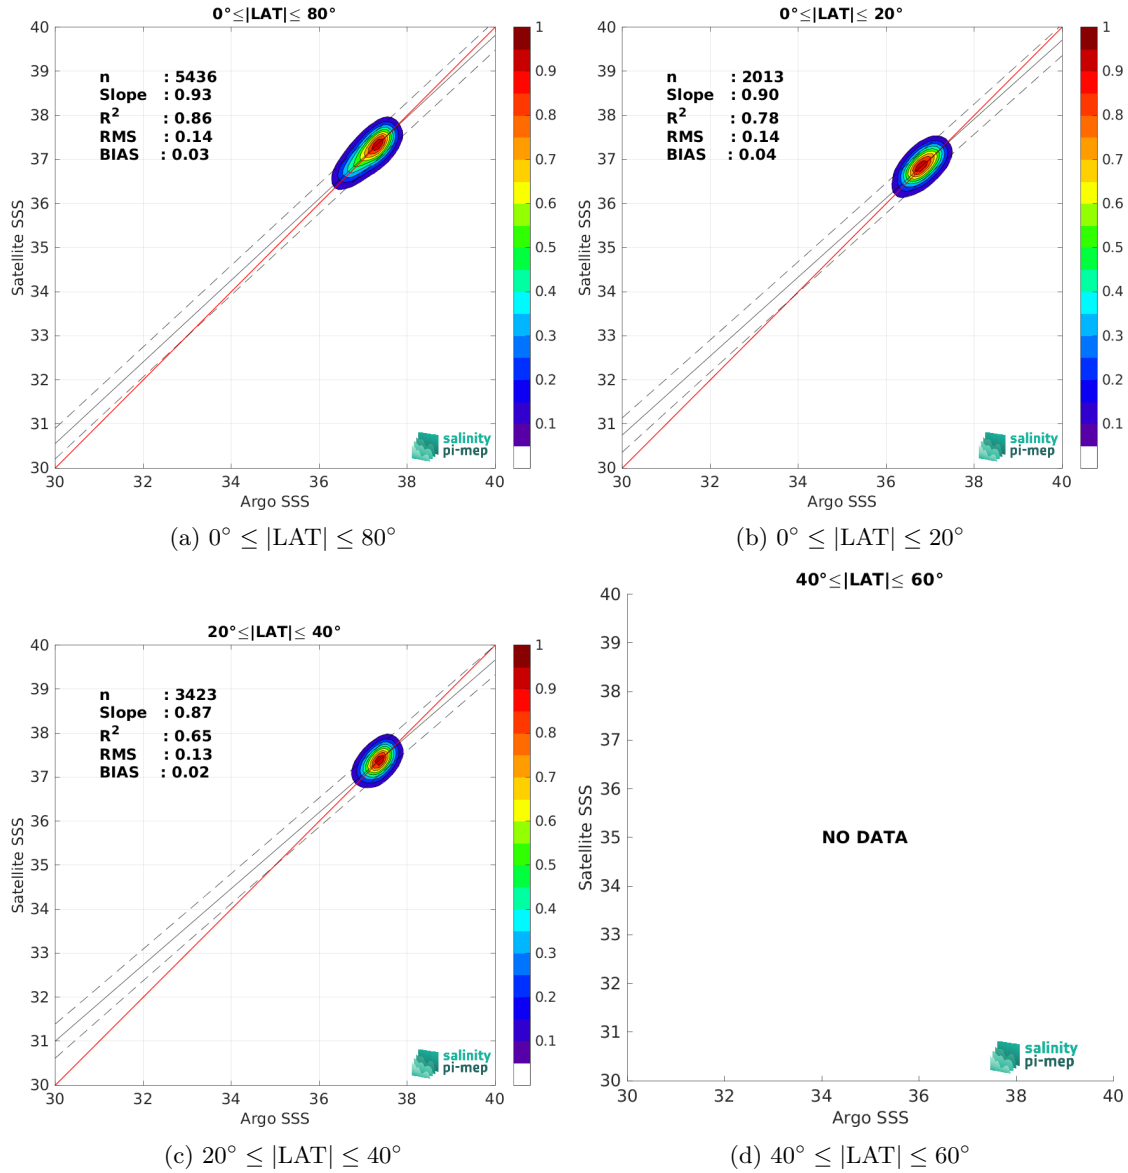 0°≤|LAT|≤ 80°
40
39
38
37
36
35
34
33
32
31
30
Satellite SSS
n : 5436
Slope : 0.93
R² : 0.86
RMS : 0.14
BIAS : 0.03
salinity
pi-mep
30 32 34 36 38 40
Argo SSS
1
0.9
0.8
0.7
0.6
0.5
0.4
0.3
0.2
0.1
(a) 0° ≤ |LAT| ≤ 80°
0°≤|LAT|≤ 20°
40
39
38
37
36
35
34
33
32
31
30
Satellite SSS
n : 2013
Slope : 0.90
R² : 0.78
RMS : 0.14
BIAS : 0.04
salinity
pi-mep
30 32 34 36 38 40
Argo SSS
1
0.9
0.8
0.7
0.6
0.5
0.4
0.3
0.2
0.1
(b) 0° ≤ |LAT| ≤ 20°
20°≤|LAT|≤ 40°
40
39
38
37
36
35
34
33
32
31
30
Satellite SSS
n : 3423
Slope : 0.87
R² : 0.65
RMS : 0.13
BIAS : 0.02
salinity
pi-mep
30 32 34 36 38 40
Argo SSS
1
0.9
0.8
0.7
0.6
0.5
0.4
0.3
0.2
0.1
(c) 20° ≤ |LAT| ≤ 40°
40°≤|LAT|≤ 60°
40
39
38
37
36
35
34
33
32
31
30
Satellite SSS
NO DATA
salinity
pi-mep
30 32 34 36 38 40
Argo SSS
(d) 40° ≤ |LAT| ≤ 60°